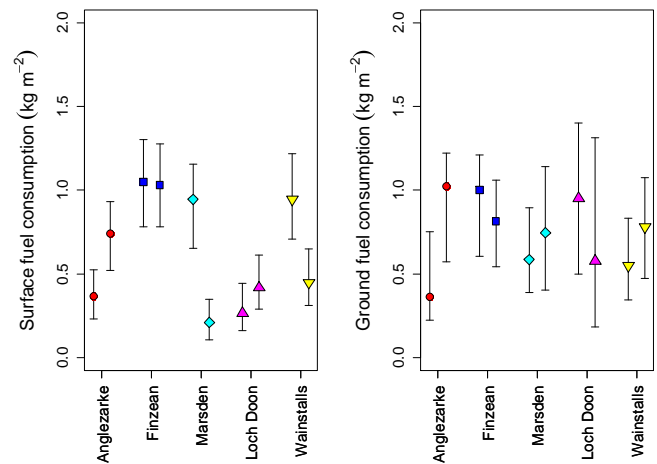 Surface fuel consumption (kg m⁻²)
0.0
0.5
1.0
1.5
2.0
Anglezarke
Finzean
Marsden
Loch Doon
Wainstalls
Ground fuel consumption (kg m⁻²)
0.0
0.5
1.0
1.5
2.0
Anglezarke
Finzean
Marsden
Loch Doon
Wainstalls